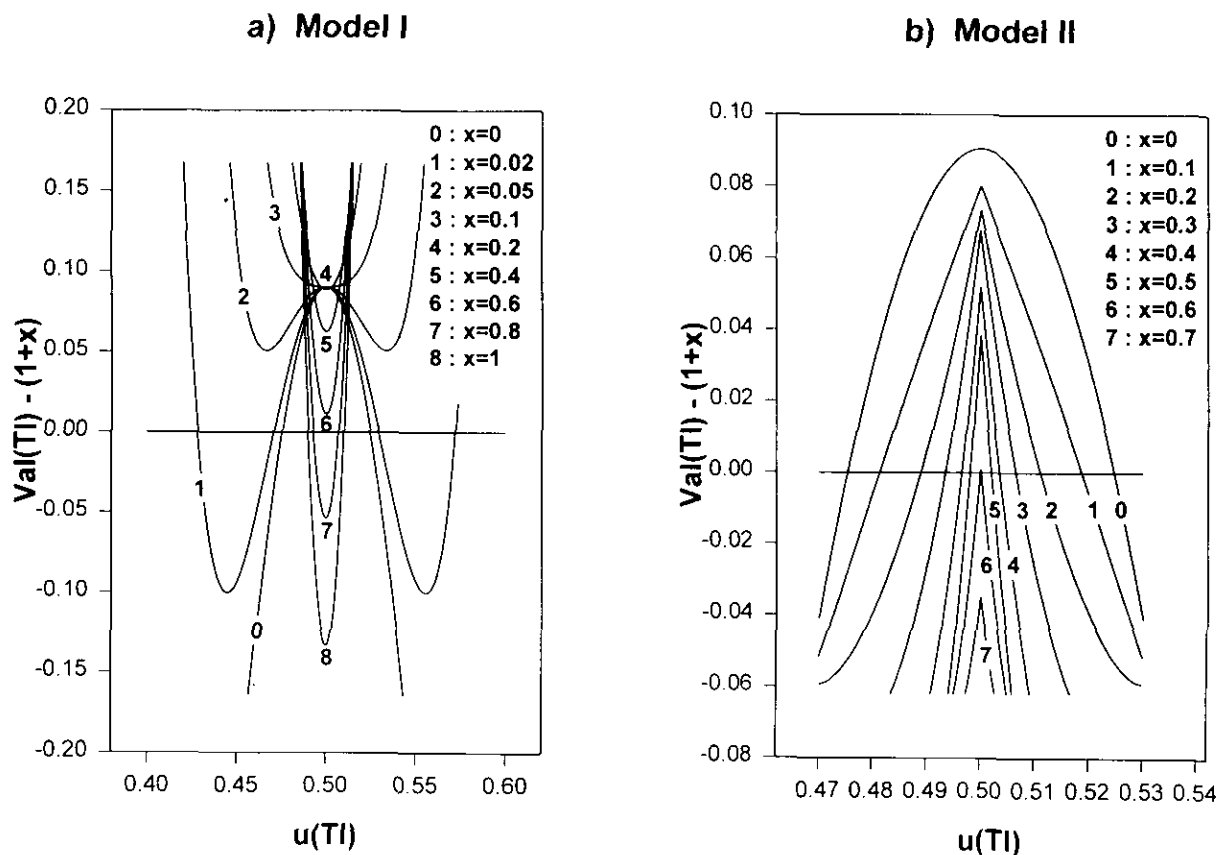 a) Model I
0.20
0.15
0.10
0.05
0.00
-0.05
-0.10
-0.15
-0.20
Val(Tl) - (1+x)
0 : x=0
1 : x=0.02
2 : x=0.05
3 : x=0.1
4 : x=0.2
5 : x=0.4
6 : x=0.6
7 : x=0.8
8 : x=1
3
4
2
5
6
1
7
0
8
0.40 0.45 0.50 0.55 0.60
u(Tl)
b) Model II
0.10
0.08
0.06
0.04
0.02
0.00
-0.02
-0.04
-0.06
-0.08
Val(Tl) - (1+x)
0 : x=0
1 : x=0.1
2 : x=0.2
3 : x=0.3
4 : x=0.4
5 : x=0.5
6 : x=0.6
7 : x=0.7
5 3 2 1 0
6 4
7
0.47 0.48 0.49 0.50 0.51 0.52 0.53 0.54
u(Tl)